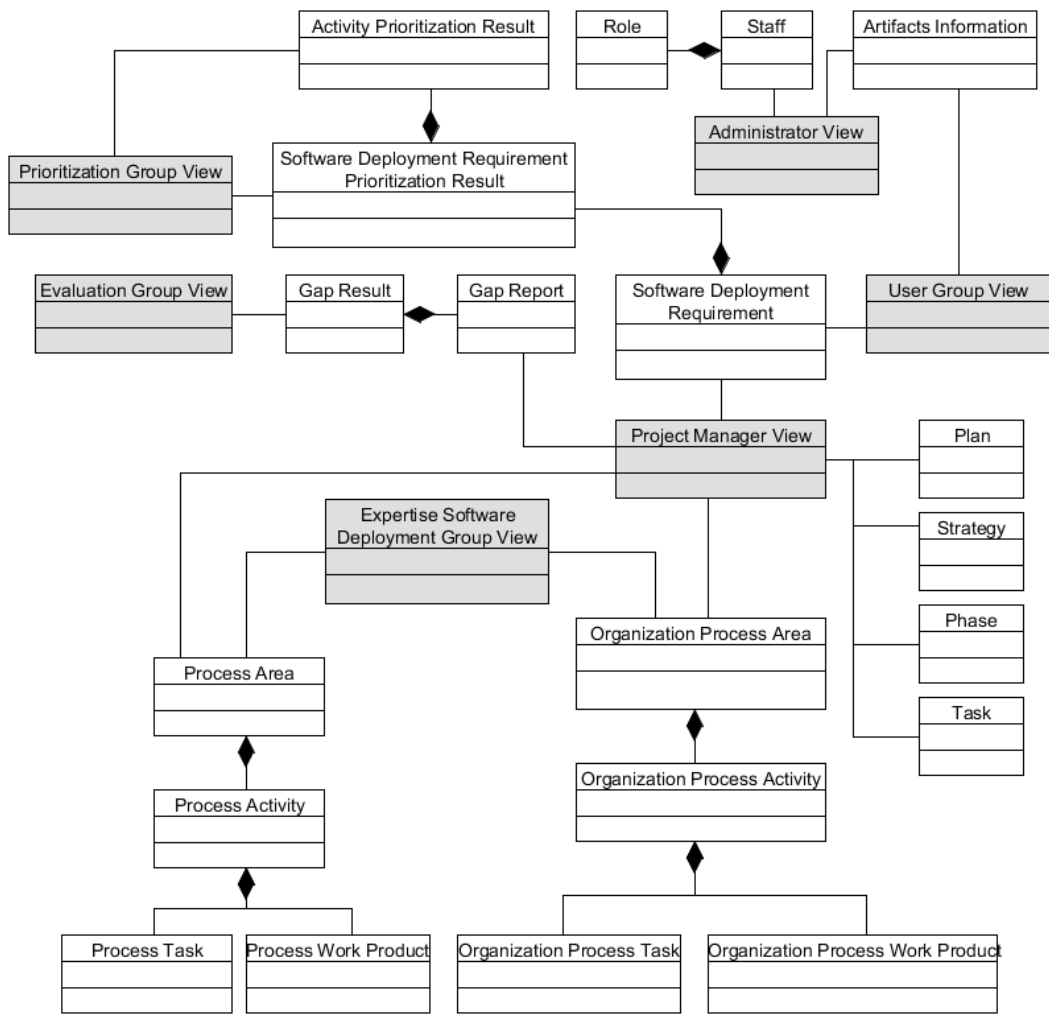 Activity Prioritization Result
Role
Staff
Artifacts Information
Administrator View
Software Deployment Requirement
Prioritization Result
Prioritization Group View
Evaluation Group View
Gap Result
Gap Report
Software Deployment
Requirement
User Group View
Project Manager View
Plan
Expertise Software
Deployment Group View
Strategy
Organization Process Area
Phase
Process Area
Task
Organization Process Activity
Process Activity
Process Task
Process Work Product
Organization Process Task
Organization Process Work Product